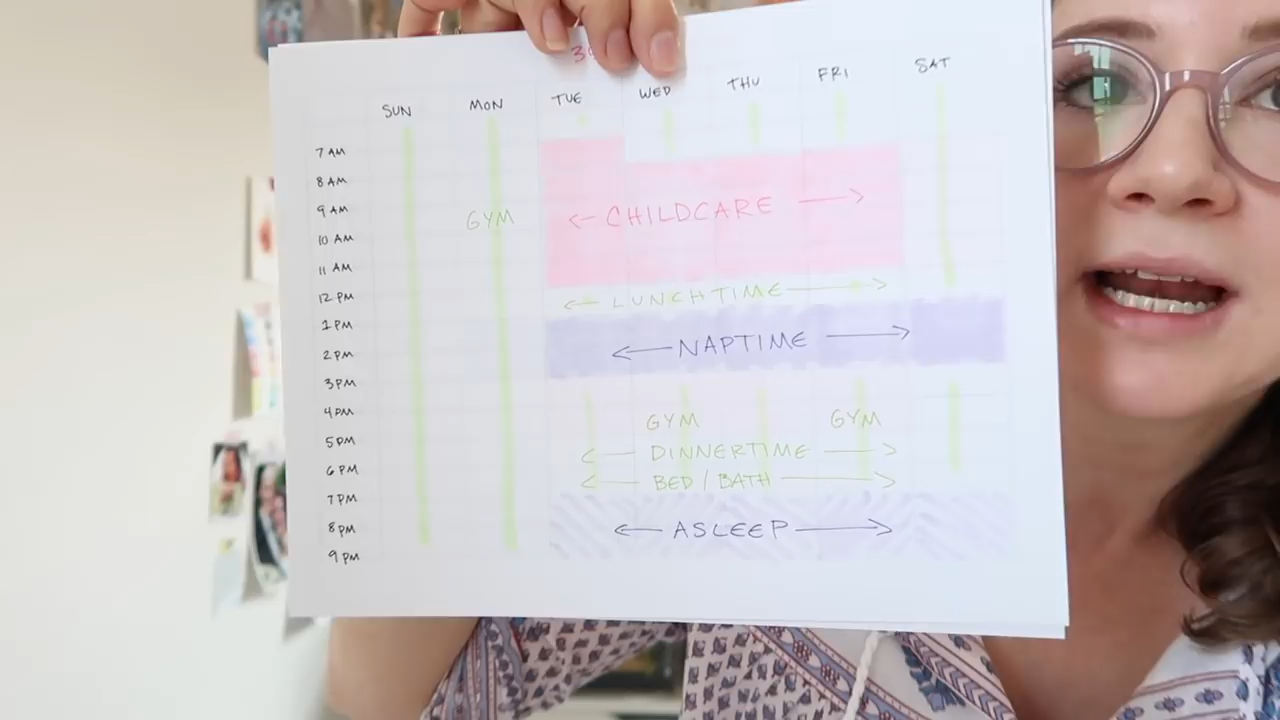 SUN MON TUE WED THU FRI SAT
7 AM
8 AM
9 AM
GYM
← CHILDCARE →
10 AM
11 AM
12 PM
← LUNCHTIME →
1 PM
2 PM
← NAPTIME →
3 PM
4 PM
GYM GYM
5 PM
← DINNERTIME →
6 PM
← BED / BATH →
7 PM
8 PM
← ASLEEP →
9 PM